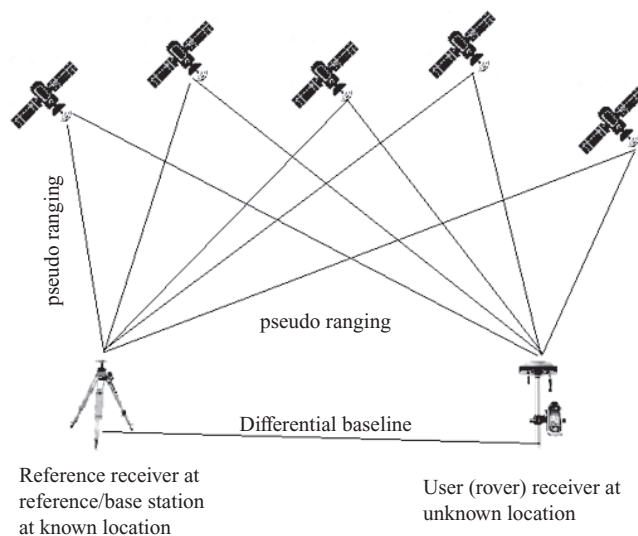 pseudo ranging
pseudo ranging
Differential baseline
Reference receiver at
reference/base station
at known location
User (rover) receiver at
unknown location